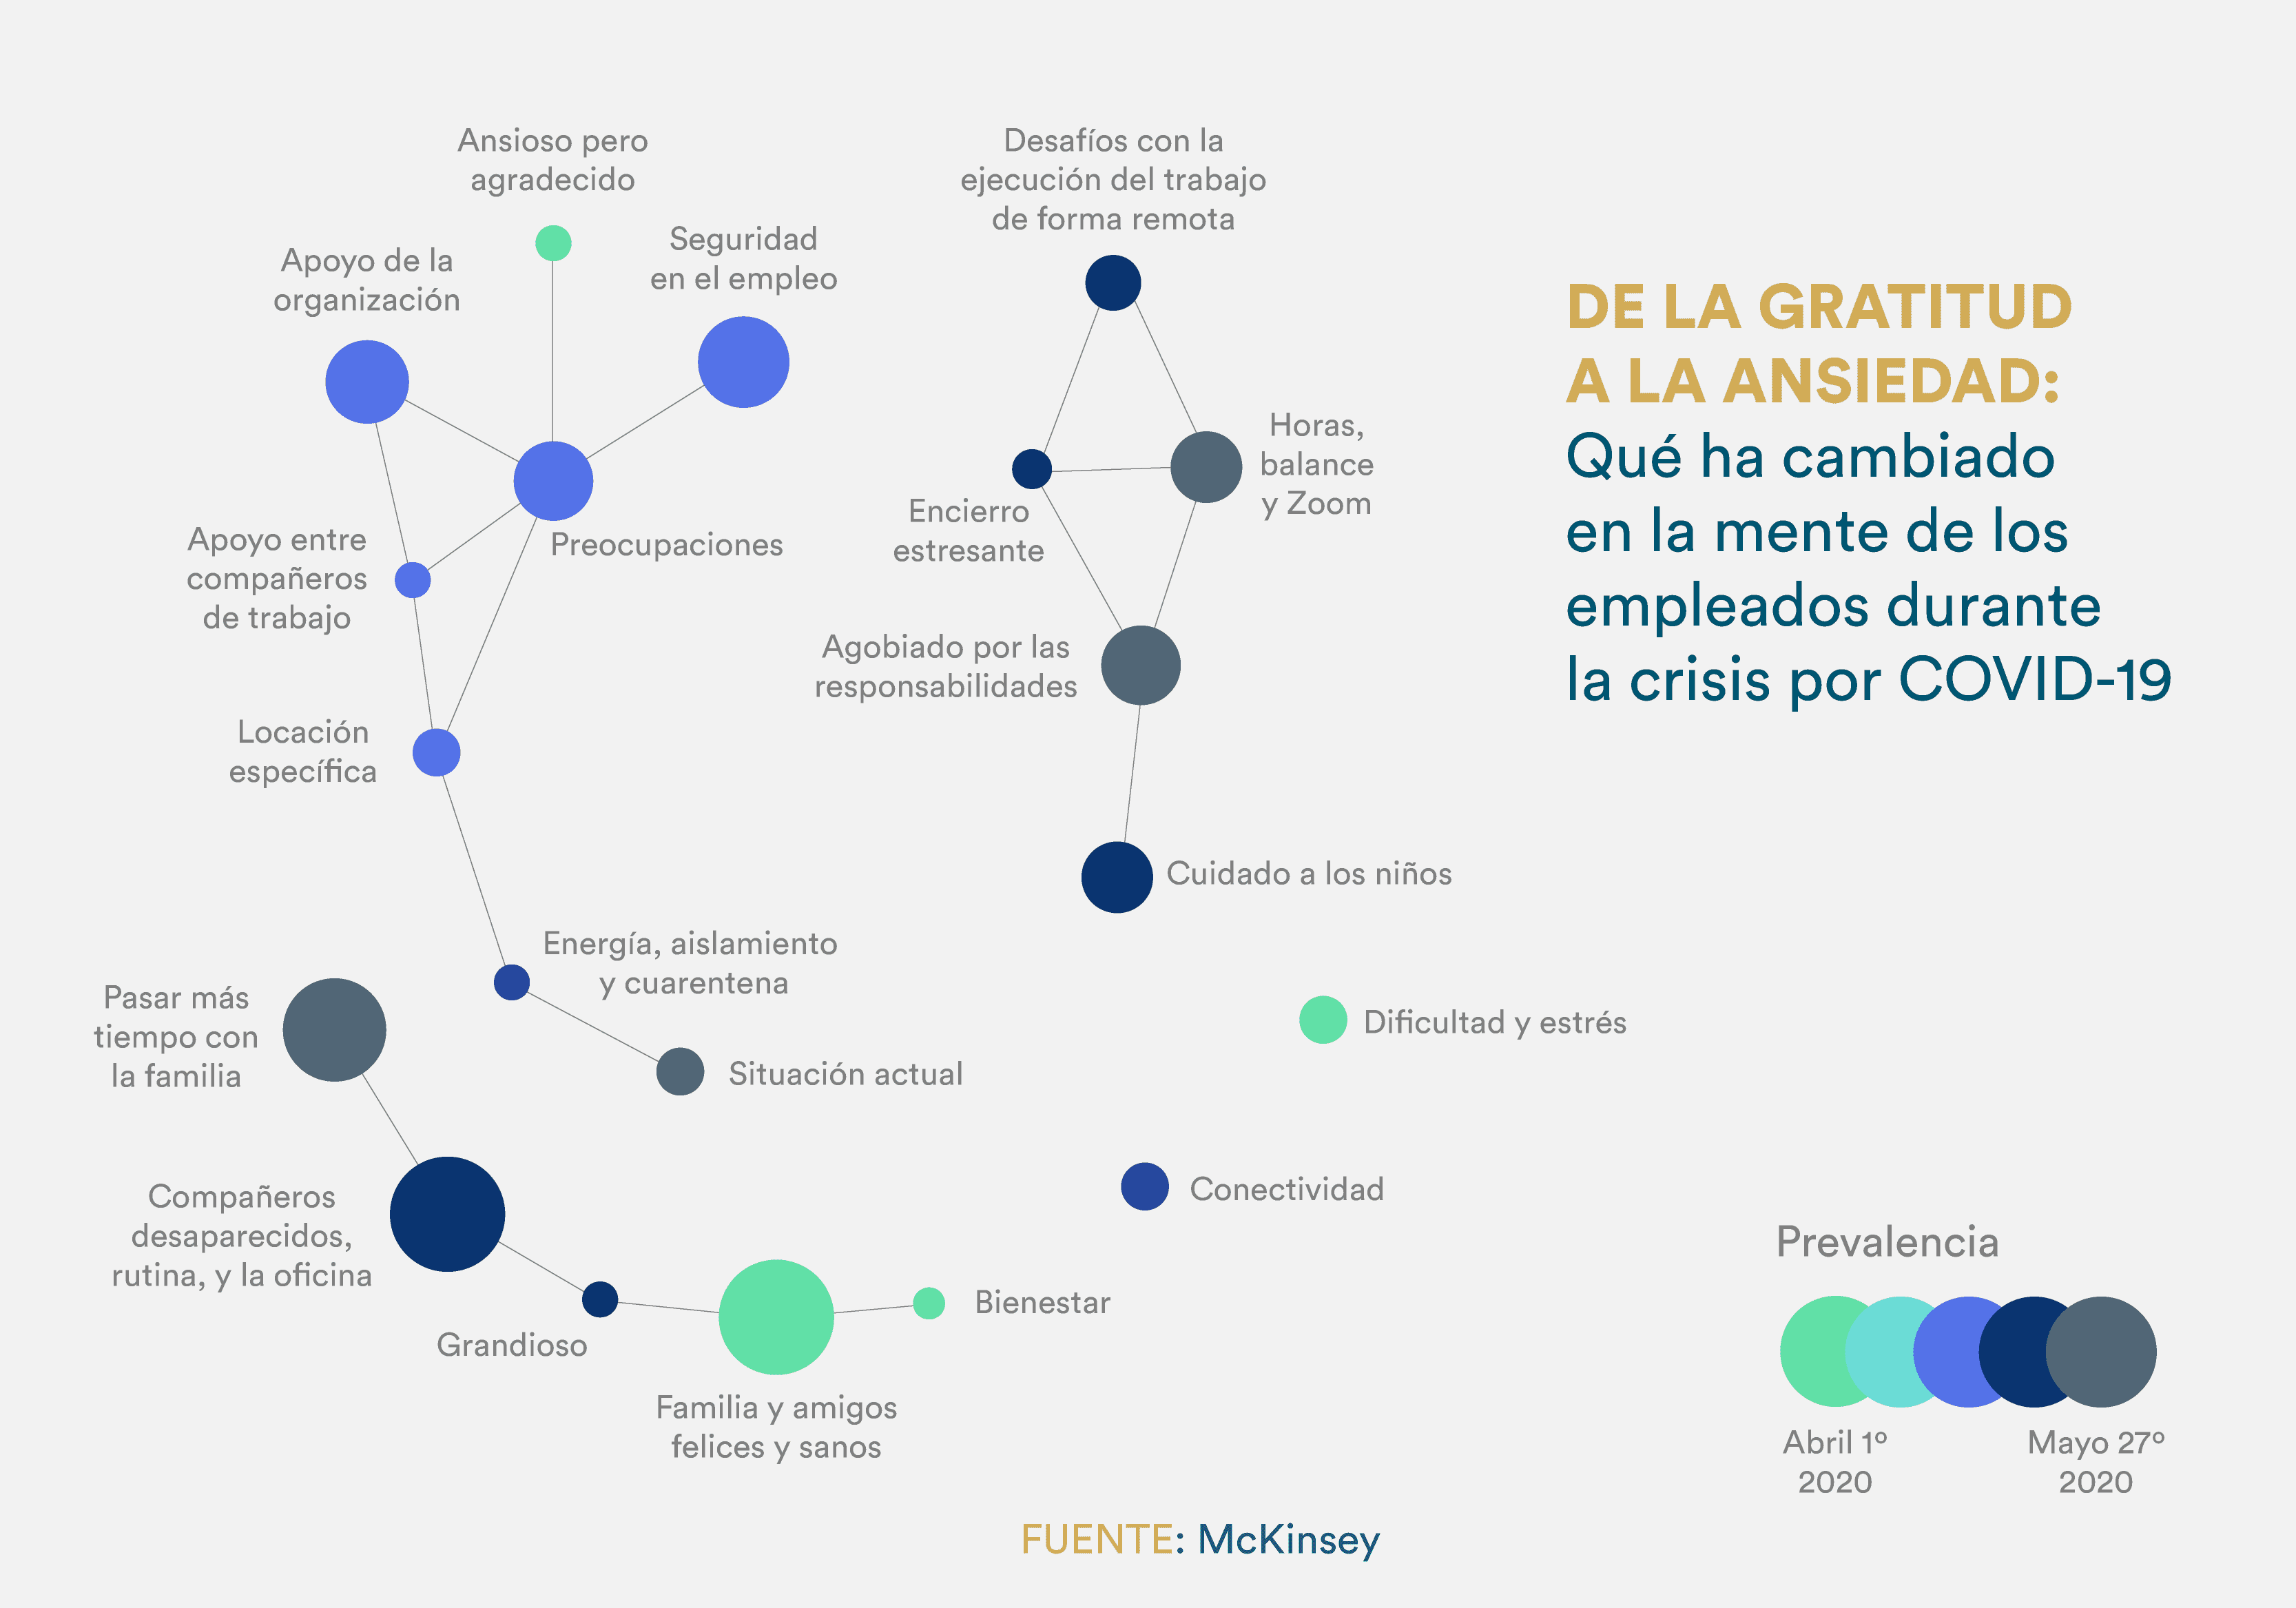 DE LA GRATITUD
A LA ANSIEDAD:
Qué ha cambiado
en la mente de los
empleados durante
la crisis por COVID-19
Ansioso pero
agradecido
Apoyo de la
organización
Seguridad
en el empleo
Preocupaciones
Apoyo entre
compañeros
de trabajo
Locación
específica
Energía, aislamiento
y cuarentena
Situación actual
Desafíos con la
ejecución del trabajo
de forma remota
Horas,
balance
y Zoom
Encierro
estresante
Agobiado por las
responsabilidades
Cuidado a los niños
Pasar más
tiempo con
la familia
Compañeros
desaparecidos,
rutina, y la oficina
Grandioso
Familia y amigos
felices y sanos
Bienestar
Dificultad y estrés
Conectividad
Prevalencia
Abril 1º
2020
Mayo 27º
2020
FUENTE: McKinsey